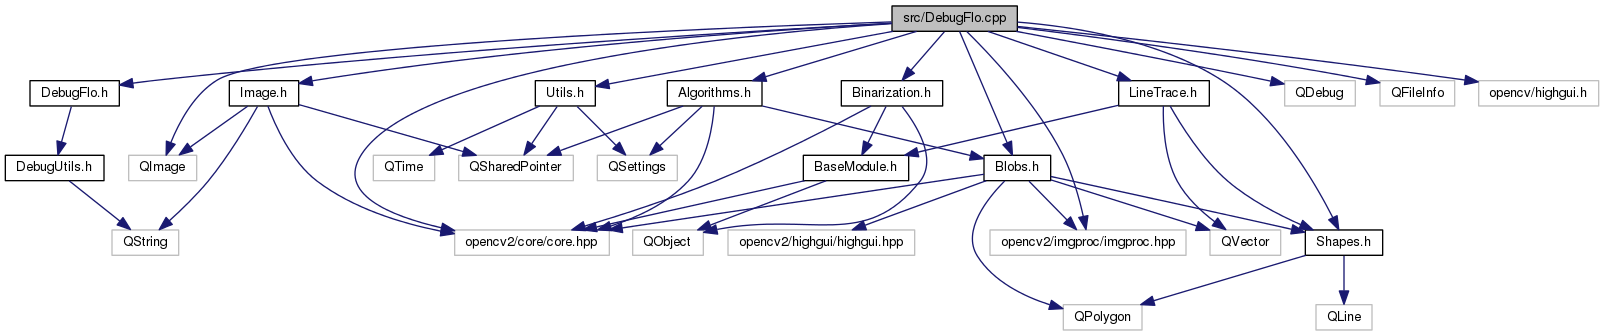 src/DebugFlo.cpp
DebugFlo.h
Image.h
Utils.h
Algorithms.h
Binarization.h
LineTrace.h
QDebug
QFileInfo
opencv/highgui.h
DebugUtils.h
QImage
QTime
QSharedPointer
QSettings
BaseModule.h
Blobs.h
QString
opencv2/core/core.hpp
QObject
opencv2/highgui/highgui.hpp
opencv2/imgproc/imgproc.hpp
QVector
Shapes.h
QPolygon
QLine